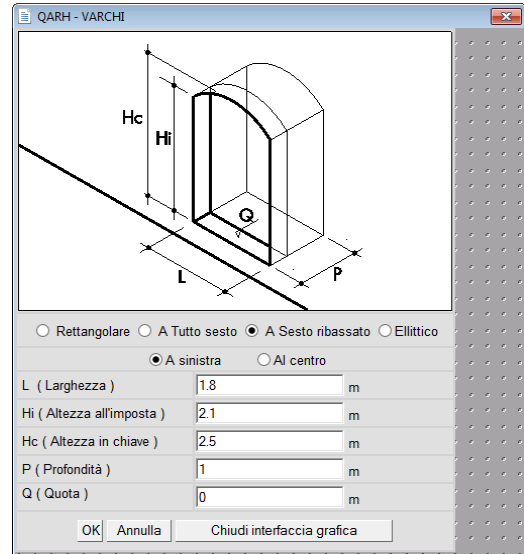 QARH - VARCHI
Hc
Hi
Q
L
P
Rettangolare A Tutto sesto A Sesto ribassato Ellittico
A sinistra Al centro
L ( Larghezza ) 1.8 m
Hi ( Altezza all'imposta ) 2.1 m
Hc ( Altezza in chiave ) 2.5 m
P ( Profondità ) 1 m
Q ( Quota ) 0 m
OK Annulla Chiudi interfaccia grafica